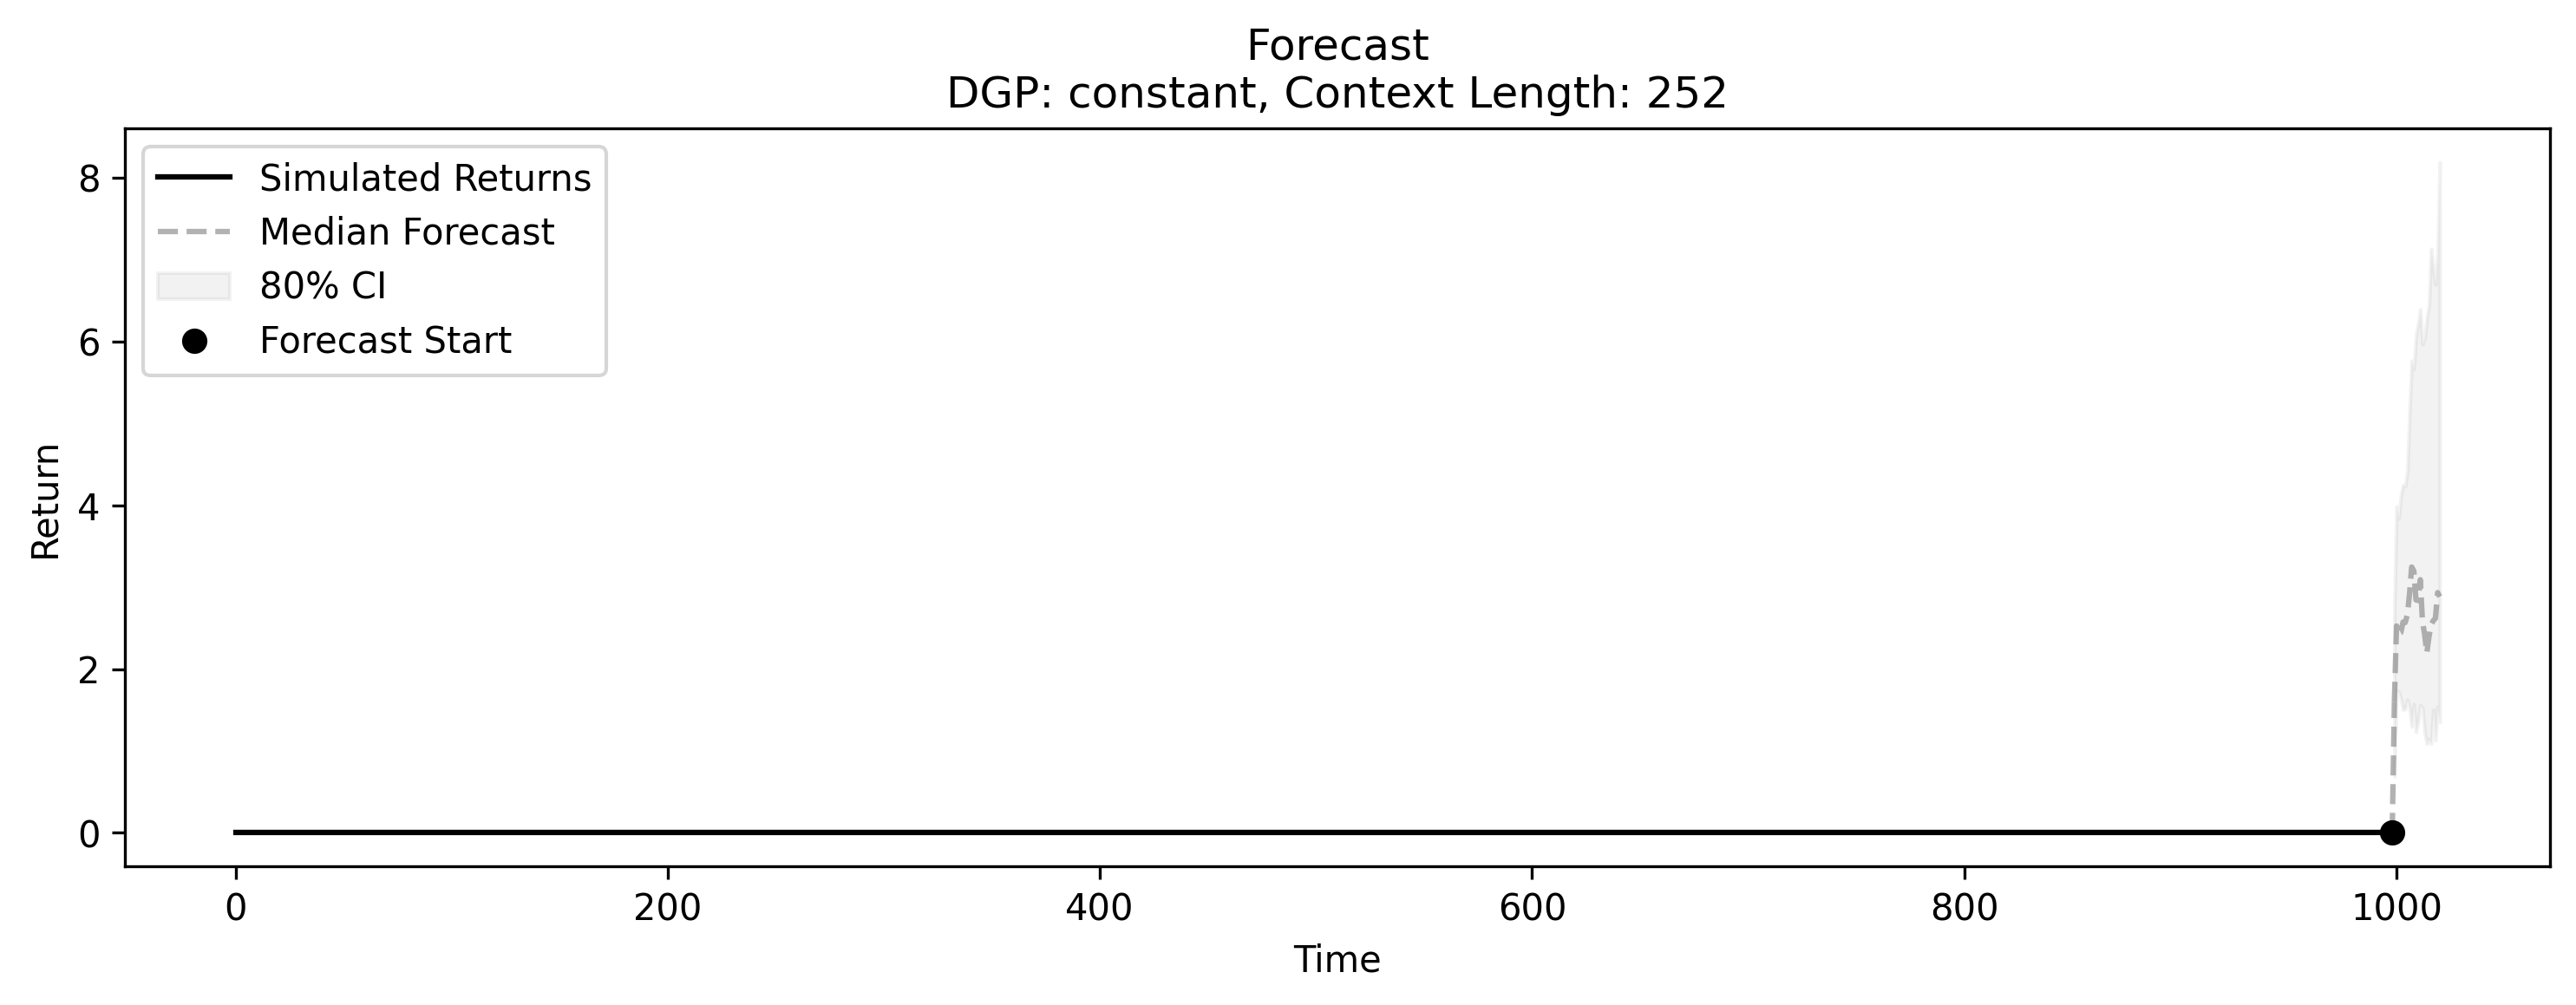 Forecast
DGP: constant, Context Length: 252
Simulated Returns
Median Forecast
80% CI
Forecast Start
8
6
4
2
0
Return
0 200 400 600 800 1000
Time